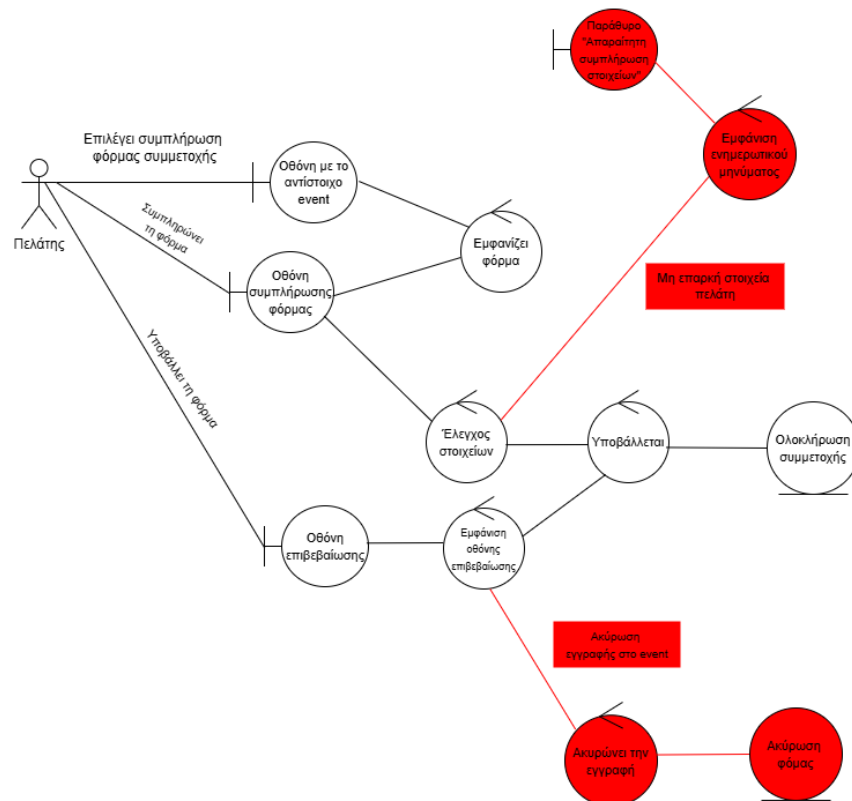 Παράθυρο
"Απαραίτητη
συμπλήρωση
στοιχείων"
Εμφάνιση
ενημερωτικού
μηνύματος
Επιλέγει συμπλήρωση
φόρμας συμμετοχής
Οθόνη με το
αντίστοιχο
event
Πελάτης
Συμπληρώνει
τη φόρμα
Εμφανίζει
φόρμα
Οθόνη
συμπλήρωσης
φόρμας
Μη επαρκή στοιχεία
πελάτη
Υποβάλλει τη φόρμα
Έλεγχος
στοιχείων
Υποβάλλεται
Ολοκλήρωση
συμμετοχής
Οθόνη
επιβεβαίωσης
Εμφάνιση
οθόνης
επιβεβαίωσης
Ακύρωση
εγγραφής στο event
Ακυρώνει την
εγγραφή
Ακύρωση
φόμας